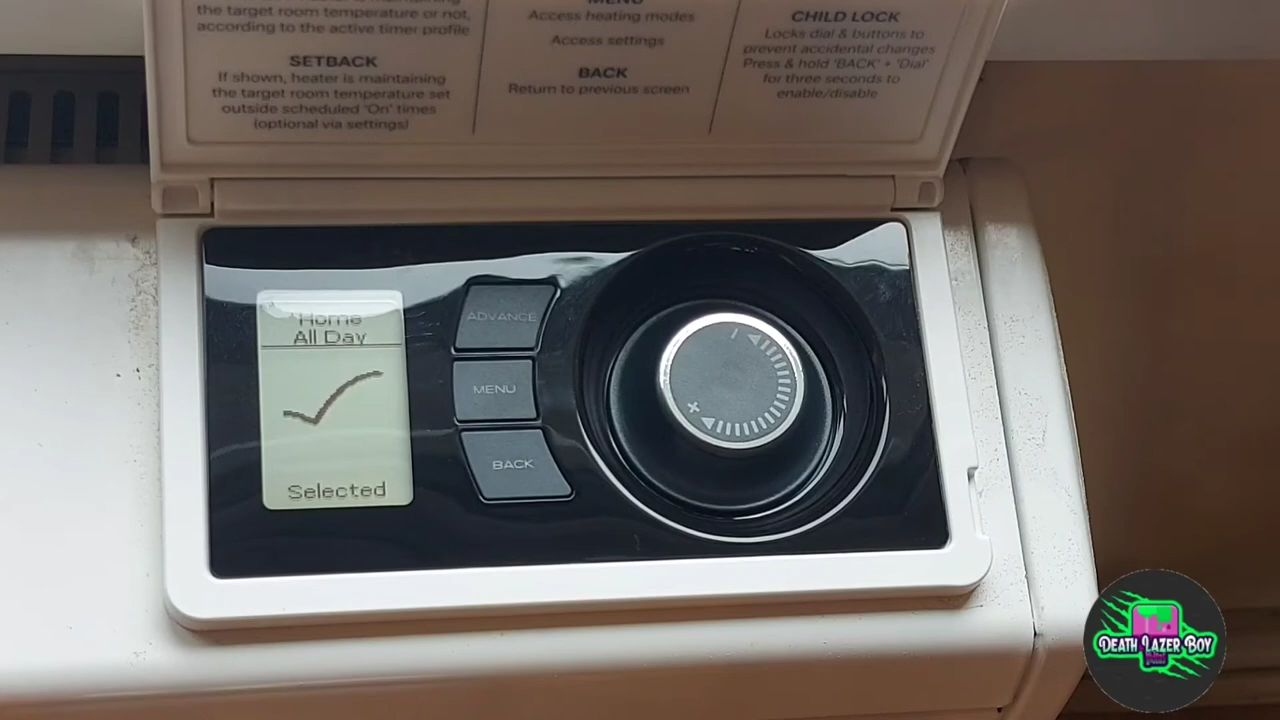 the target room temperature or not,
according to the active timer profile
SETBACK
If shown, heater is maintaining
the target room temperature set
outside scheduled 'On' times
(optional via settings)
MENU
Access heating modes
Access settings
BACK
Return to previous screen
CHILD LOCK
Locks dial & buttons to
prevent accidental changes
Press & hold 'BACK' + 'Dial'
for three seconds to
enable/disable
Home
All Day
Selected
ADVANCE
MENU
BACK
DEATH LAZER BOY